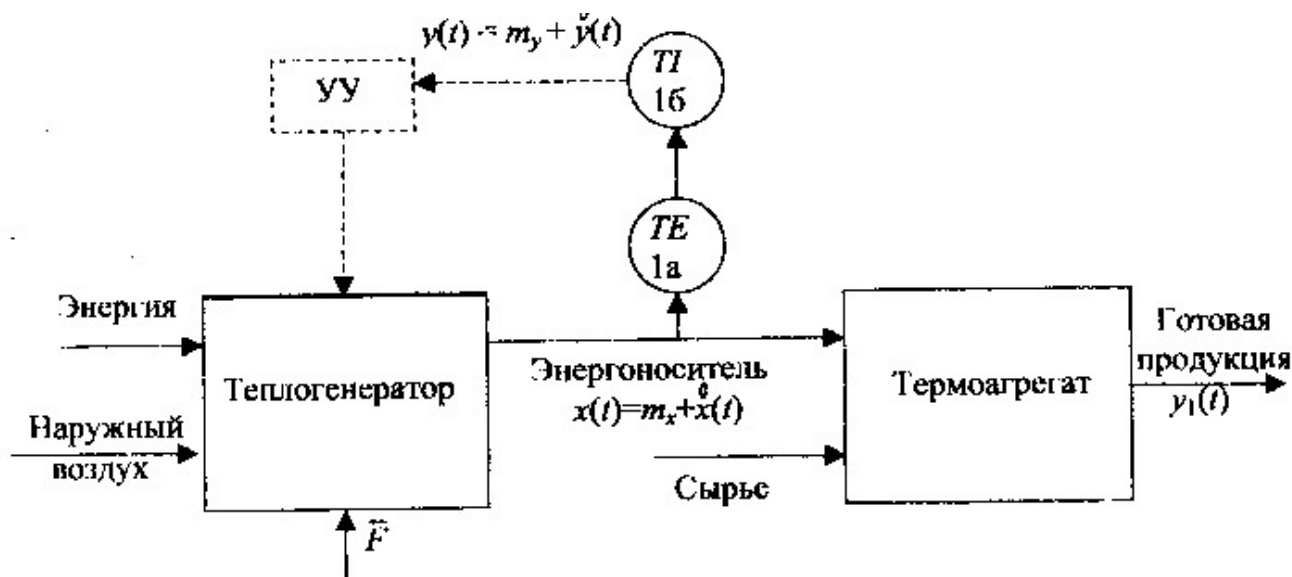 y(t) = m_y + ẙ(t)
УУ
TI
1б
TE
1а
Энергия
Теплогенератор
Наружный
воздух
F̄
Энергоноситель
x(t)=m_x+x̊(t)
Сырье
Термоагрегат
Готовая
продукция
y₁(t)